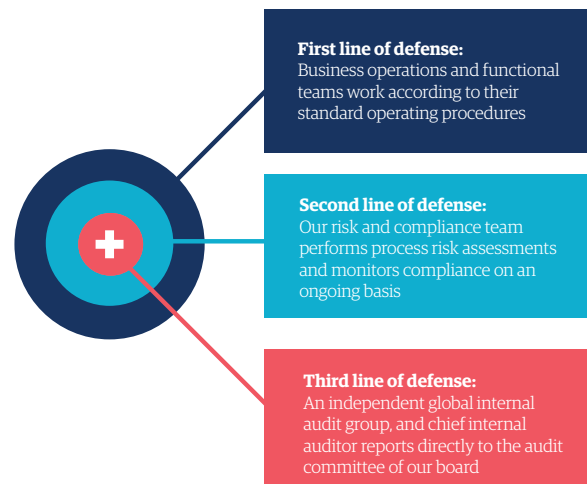 First line of defense:
Business operations and functional
teams work according to their
standard operating procedures
Second line of defense:
Our risk and compliance team
performs process risk assessments
and monitors compliance on an
ongoing basis
Third line of defense:
An independent global internal
audit group, and chief internal
auditor reports directly to the audit
committee of our board